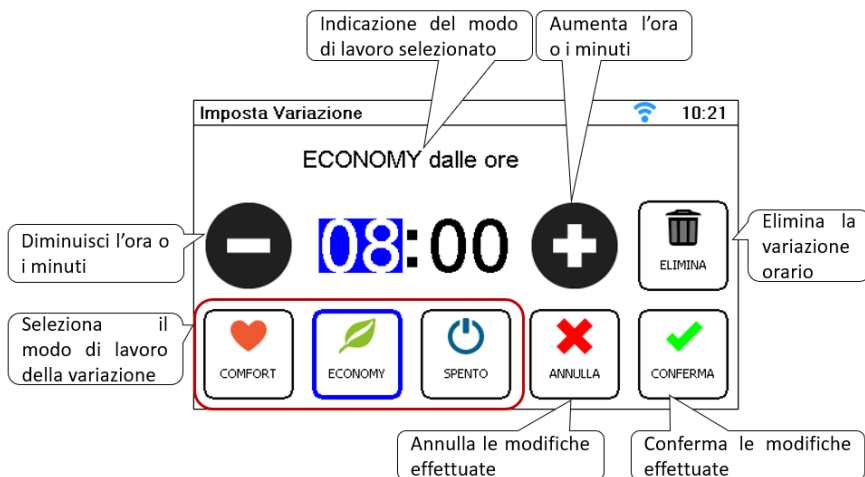 Indicazione del modo
di lavoro selezionato
Aumenta l'ora
o i minuti
Imposta Variazione
10:21
ECONOMY dalle ore
Diminuisci l'ora o
i minuti
08:00
ELIMINA
Elimina la
variazione
orario
Seleziona il
modo di lavoro
della variazione
COMFORT
ECONOMY
SPENTO
ANNULLA
CONFERMA
Annulla le modifiche
effettuate
Conferma le modifiche
effettuate